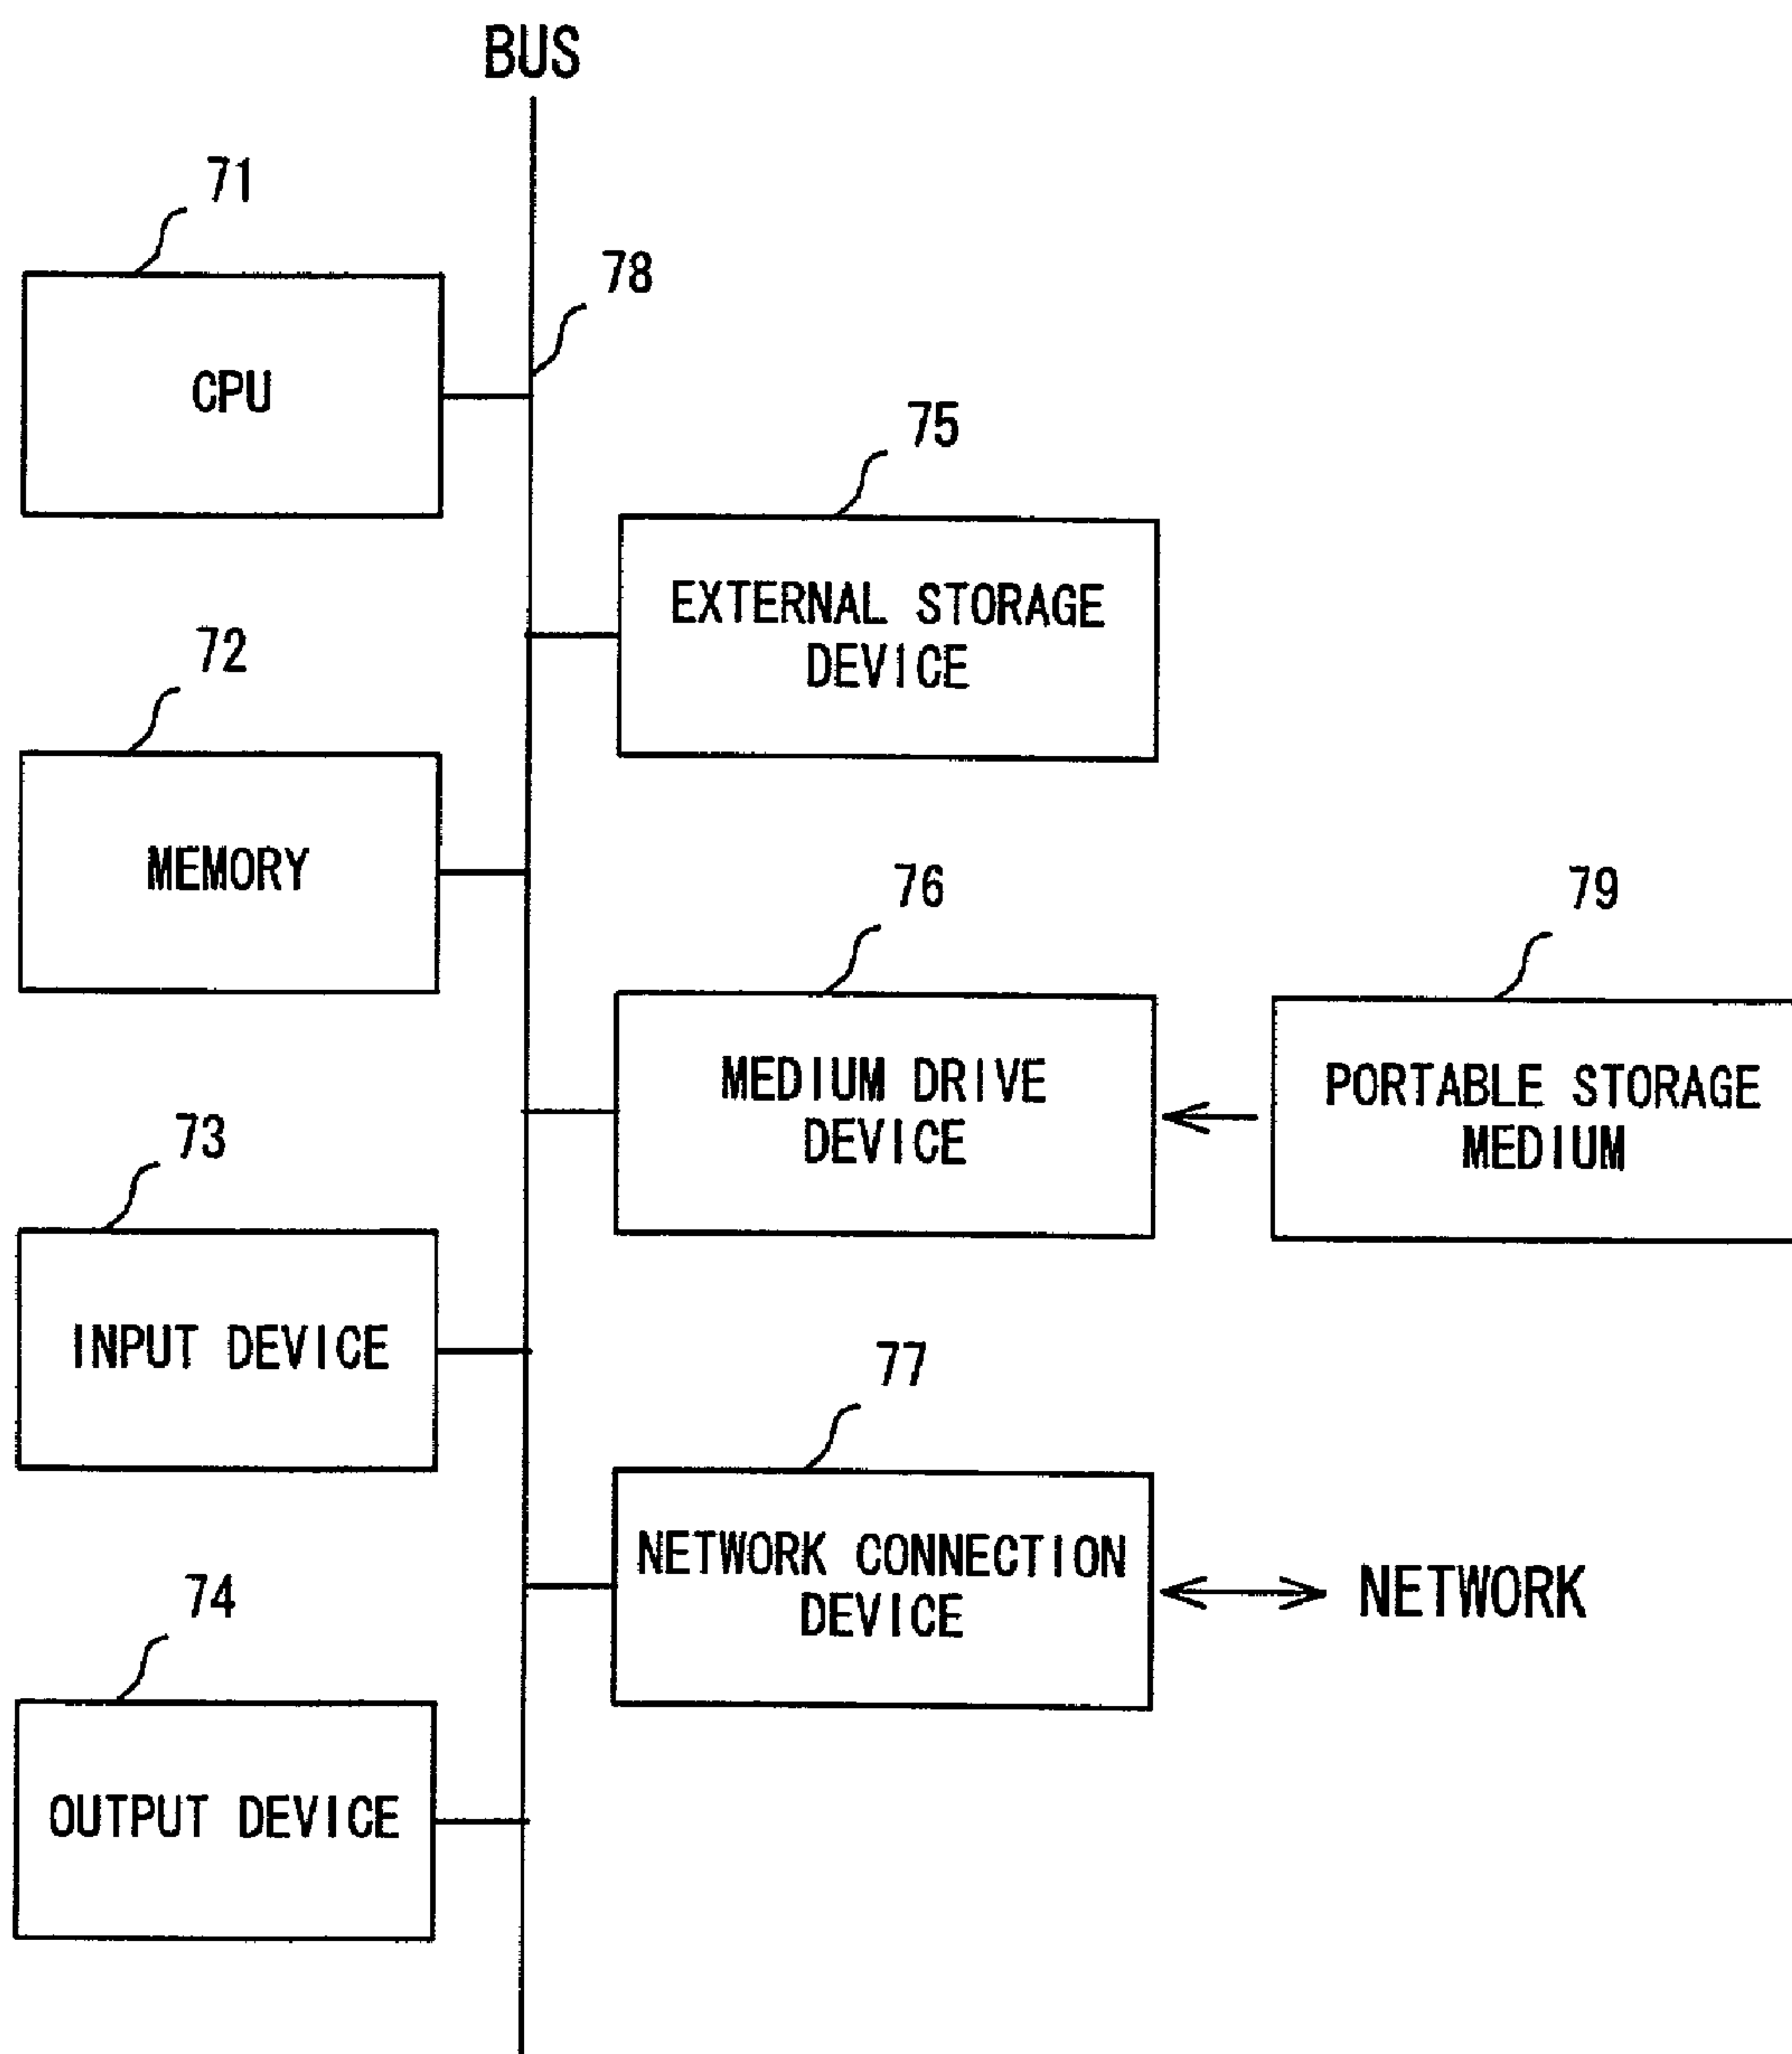 BUS
71
CPU
78
75
EXTERNAL STORAGE
DEVICE
72
MEMORY
76
MEDIUM DRIVE
DEVICE
79
PORTABLE STORAGE
MEDIUM
73
INPUT DEVICE
77
NETWORK CONNECTION
DEVICE
NETWORK
74
OUTPUT DEVICE